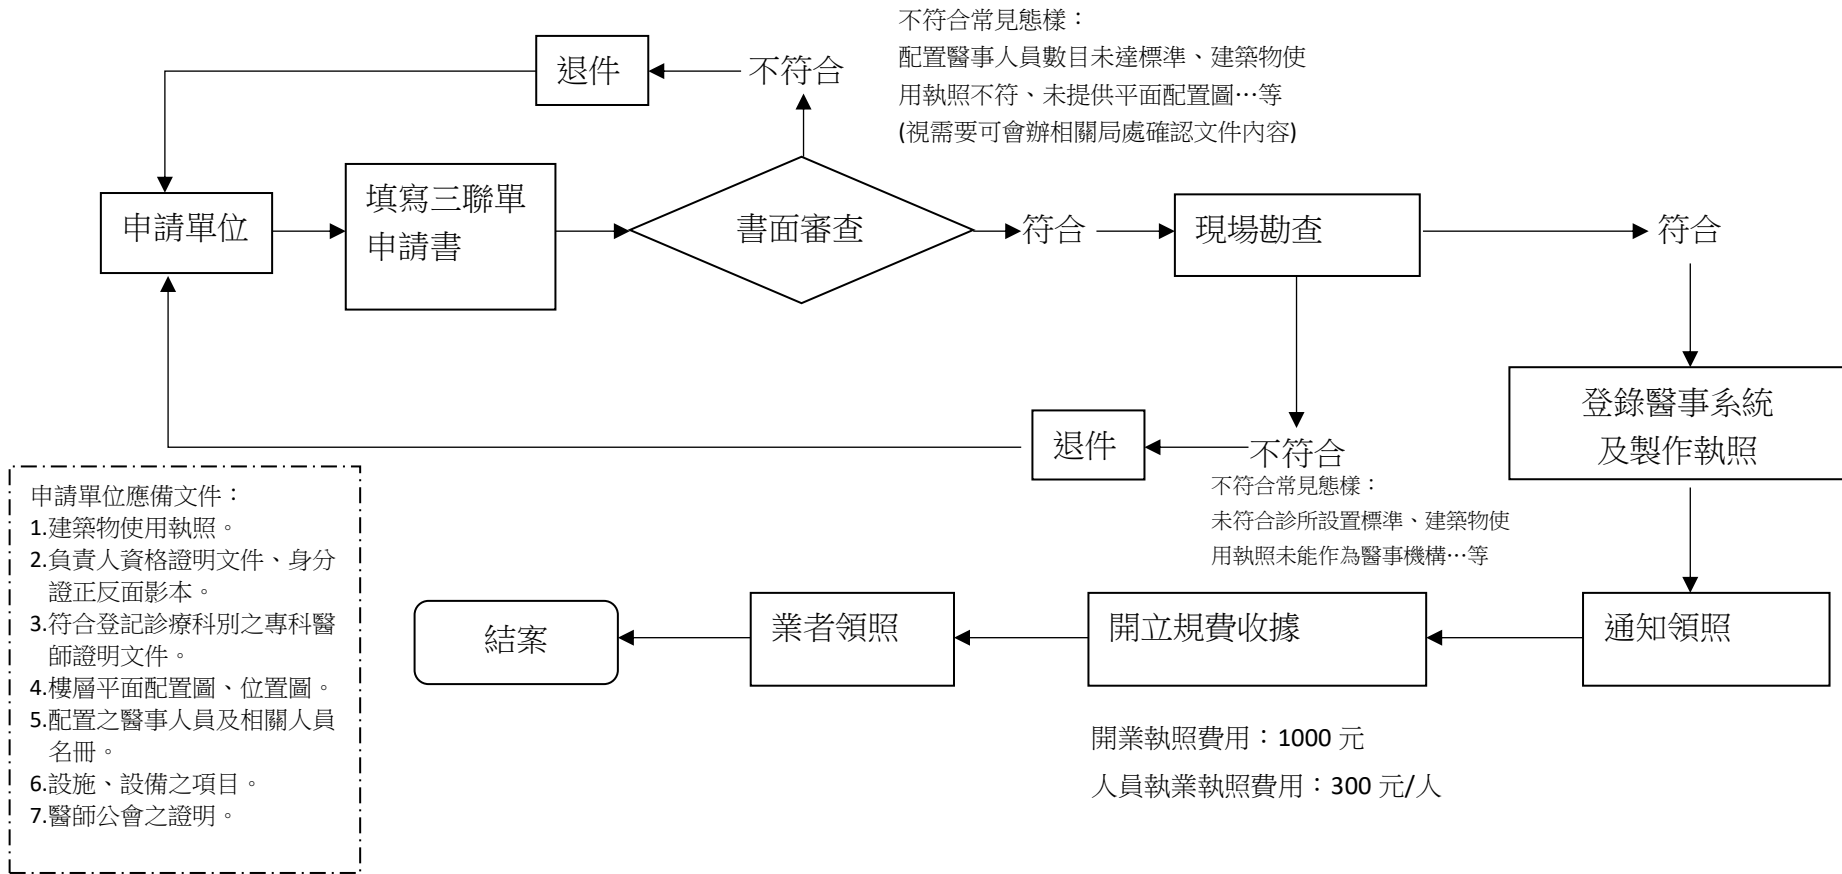 不符合常見態樣：
配置醫事人員數目未達標準、建築物使
用執照不符、未提供平面配置圖…等
(視需要可會辦相關局處確認文件內容)
退件
不符合
申請單位
填寫三聯單
申請書
書面審查
符合
現場勘查
符合
登錄醫事系統
及製作執照
退件
不符合
不符合常見態樣：
未符合診所設置標準、建築物使
用執照未能作為醫事機構…等
申請單位應備文件：
1.建築物使用執照。
2.負責人資格證明文件、身分
證正反面影本。
3.符合登記診療科別之專科醫
師證明文件。
4.樓層平面配置圖、位置圖。
5.配置之醫事人員及相關人員
名冊。
6.設施、設備之項目。
7.醫師公會之證明。
結案
業者領照
開立規費收據
通知領照
開業執照費用：1000 元
人員執業執照費用：300 元/人